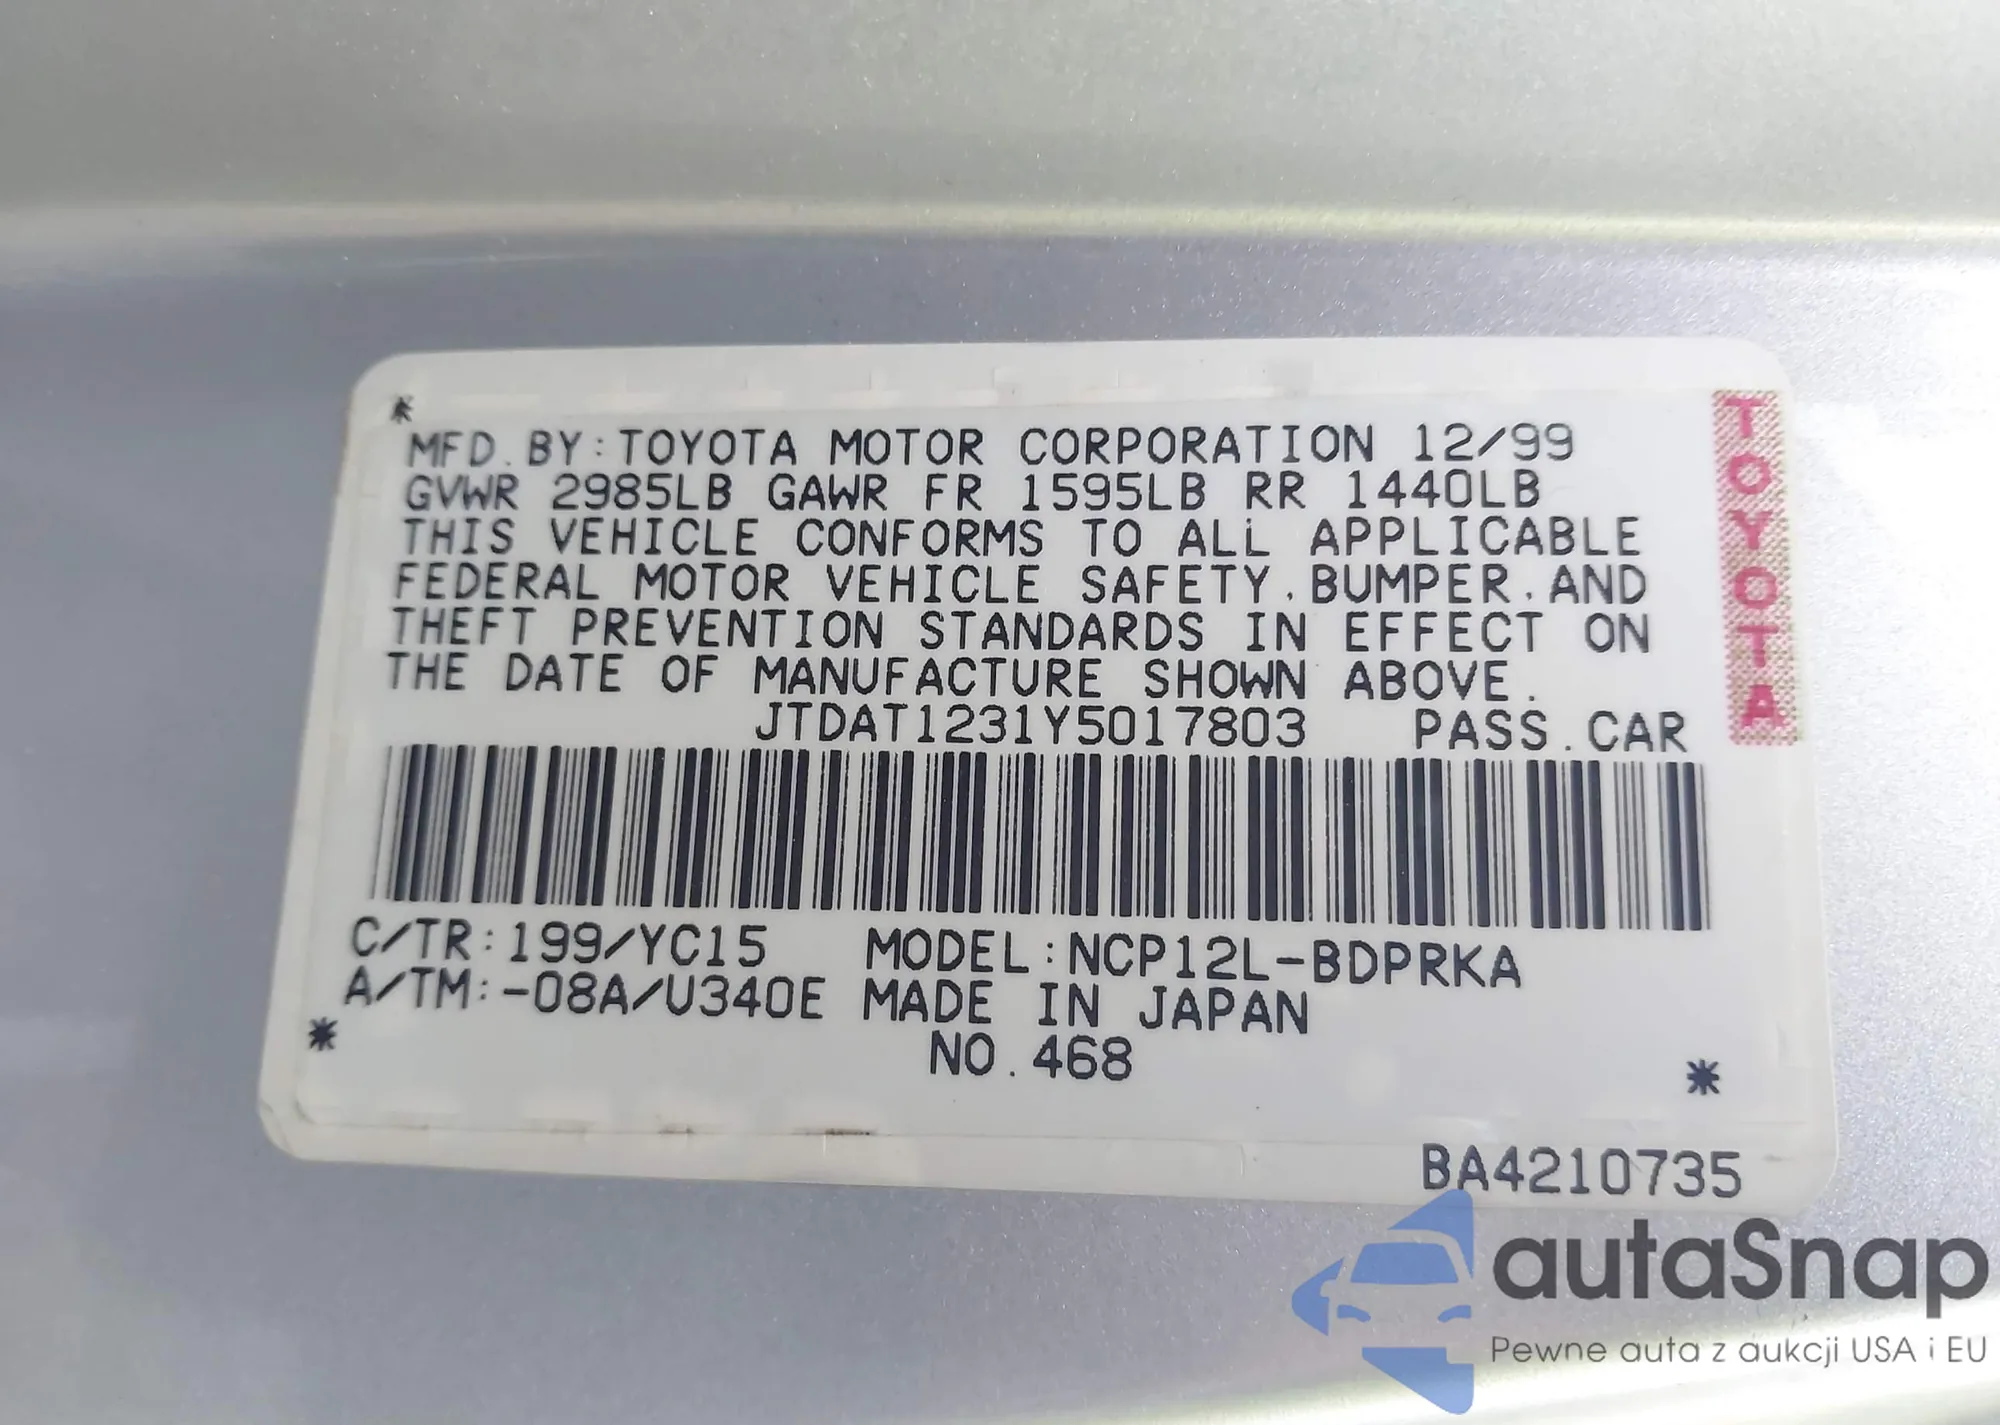 MFD. BY: TOYOTA MOTOR CORPORATION 12/99
GVWR 2985LB GAWR FR 1595LB RR 1440LB
THIS VEHICLE CONFORMS TO ALL APPLICABLE
FEDERAL MOTOR VEHICLE SAFETY. BUMPER. AND
THEFT PREVENTION STANDARDS IN EFFECT ON
THE DATE OF MANUFACTURE SHOWN ABOVE.
JTDAT1231Y5017803 PASS. CAR
C/TR: 199/YC15 MODEL: NCP12L-BDPRKA
A/TM: -08A/U340E MADE IN JAPAN
NO. 468
BA4210735
TOYOTA
autaSnap
Pewne auta z aukcji USA i EU